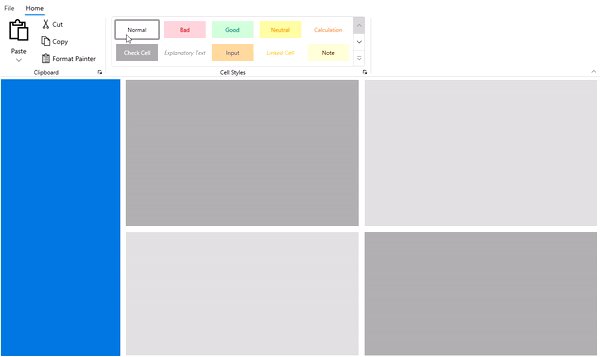 File Home
Cut
Copy
Paste
Format Painter
Clipboard
Normal Bad Good Neutral Calculation
Check Cell Explanatory Text Input Linked Cell Note
Cell Styles